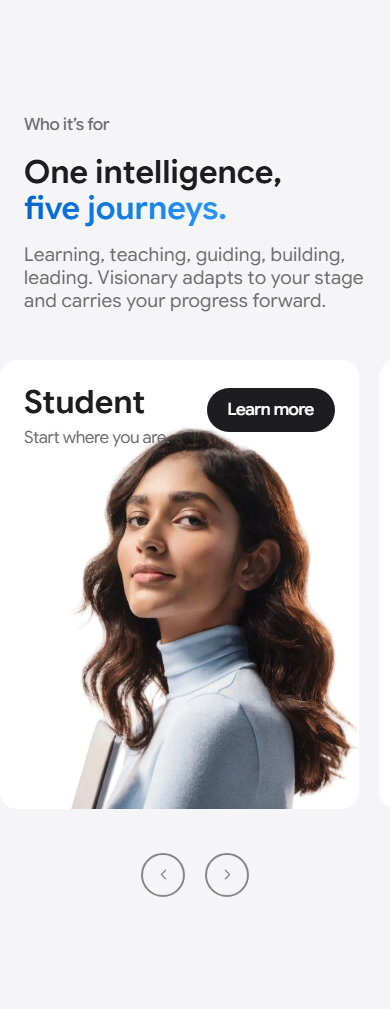 Who it's for
One intelligence,
five journeys.
Learning, teaching, guiding, building,
leading. Visionary adapts to your stage
and carries your progress forward.
Student
Learn more
Start where you are.